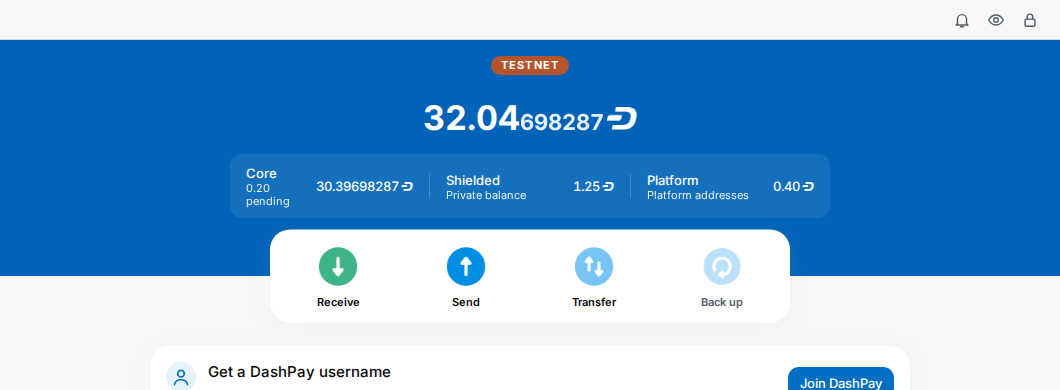 TESTNET
32.04698287
Core
0.20
pending
30.39698287
Shielded
Private balance
1.25
Platform
Platform addresses
0.40
Receive
Send
Transfer
Back up
Get a DashPay username
Join DashPay